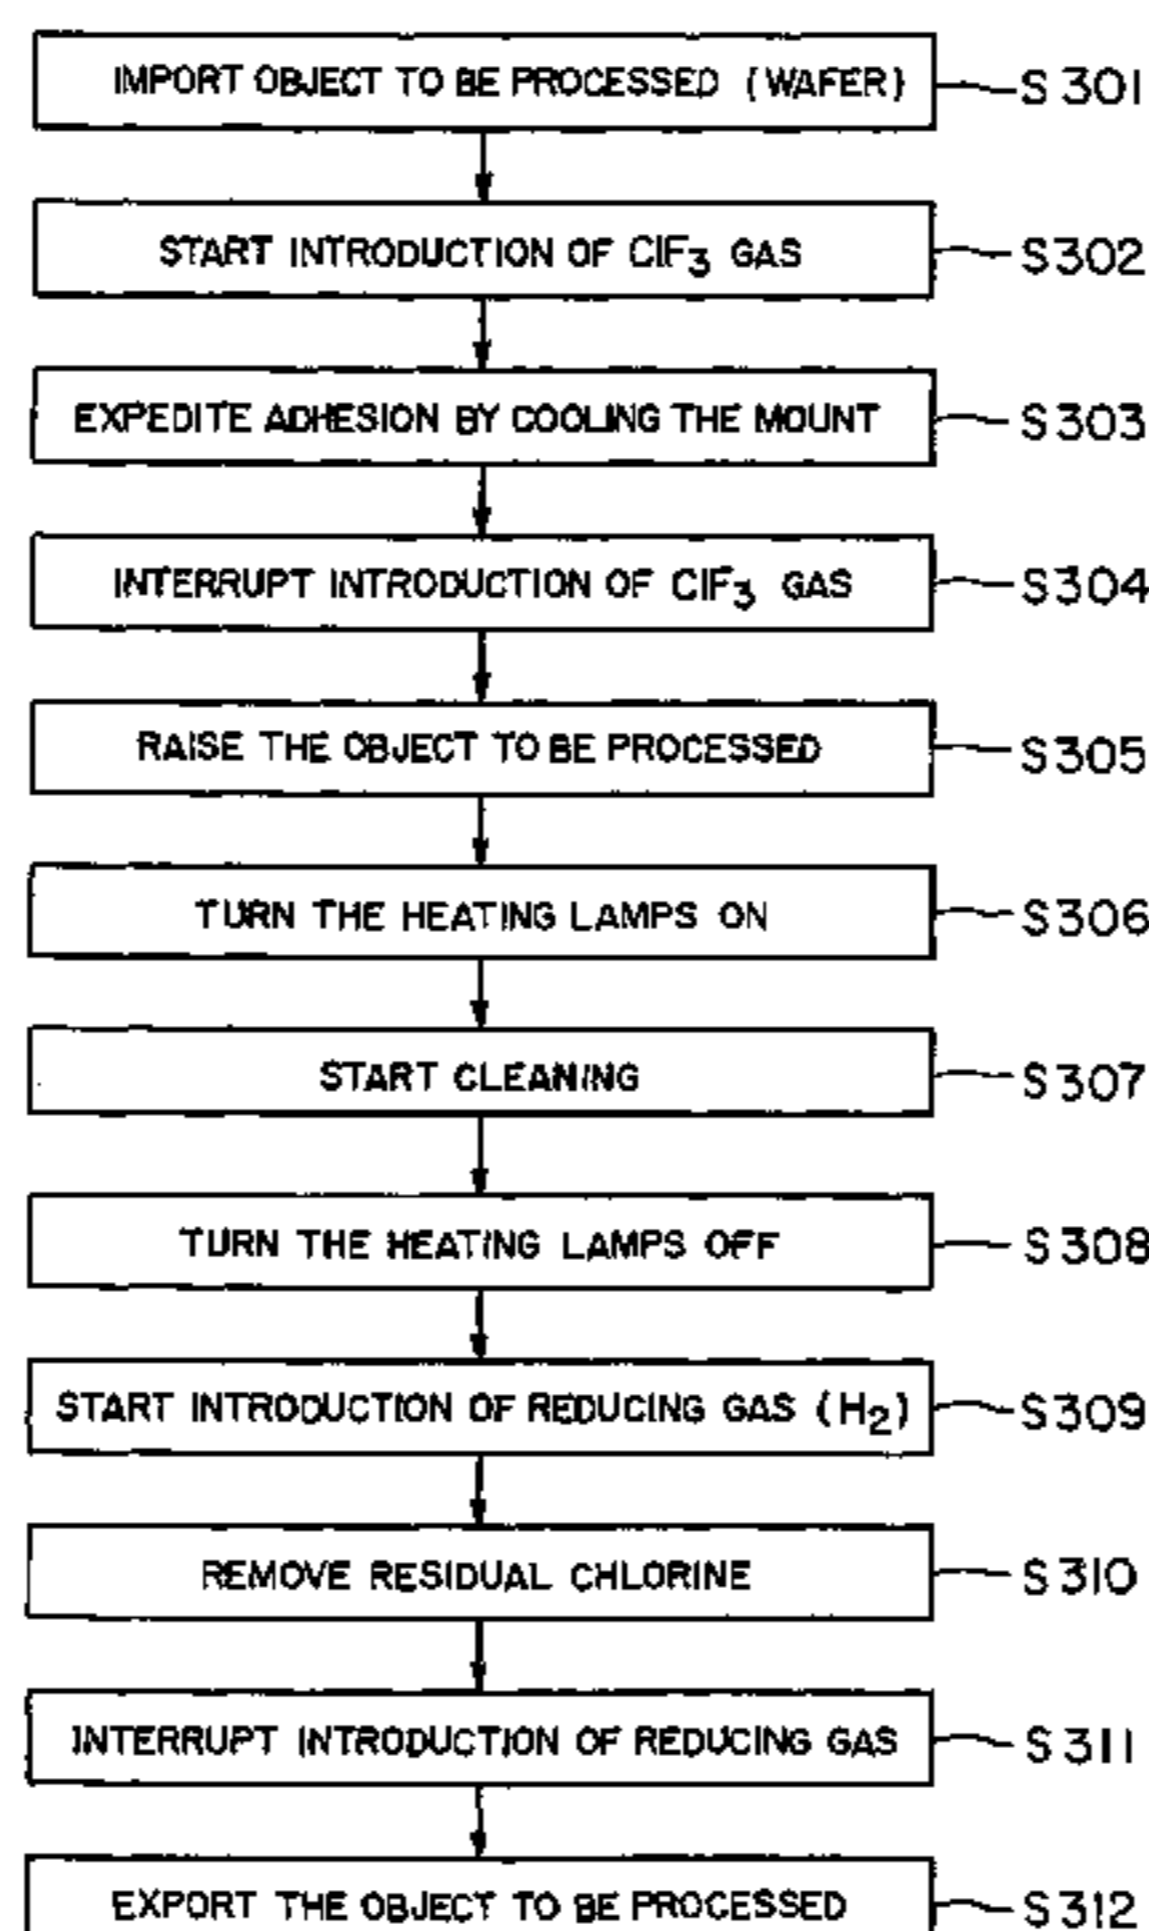 IMPORT OBJECT TO BE PROCESSED (WAFER) S301
START INTRODUCTION OF ClF3 GAS S302
EXPEDITE ADHESION BY COOLING THE MOUNT S303
INTERRUPT INTRODUCTION OF ClF3 GAS S304
RAISE THE OBJECT TO BE PROCESSED S305
TURN THE HEATING LAMPS ON S306
START CLEANING S307
TURN THE HEATING LAMPS OFF S308
START INTRODUCTION OF REDUCING GAS (H2) S309
REMOVE RESIDUAL CHLORINE S310
INTERRUPT INTRODUCTION OF REDUCING GAS S311
EXPORT THE OBJECT TO BE PROCESSED S312